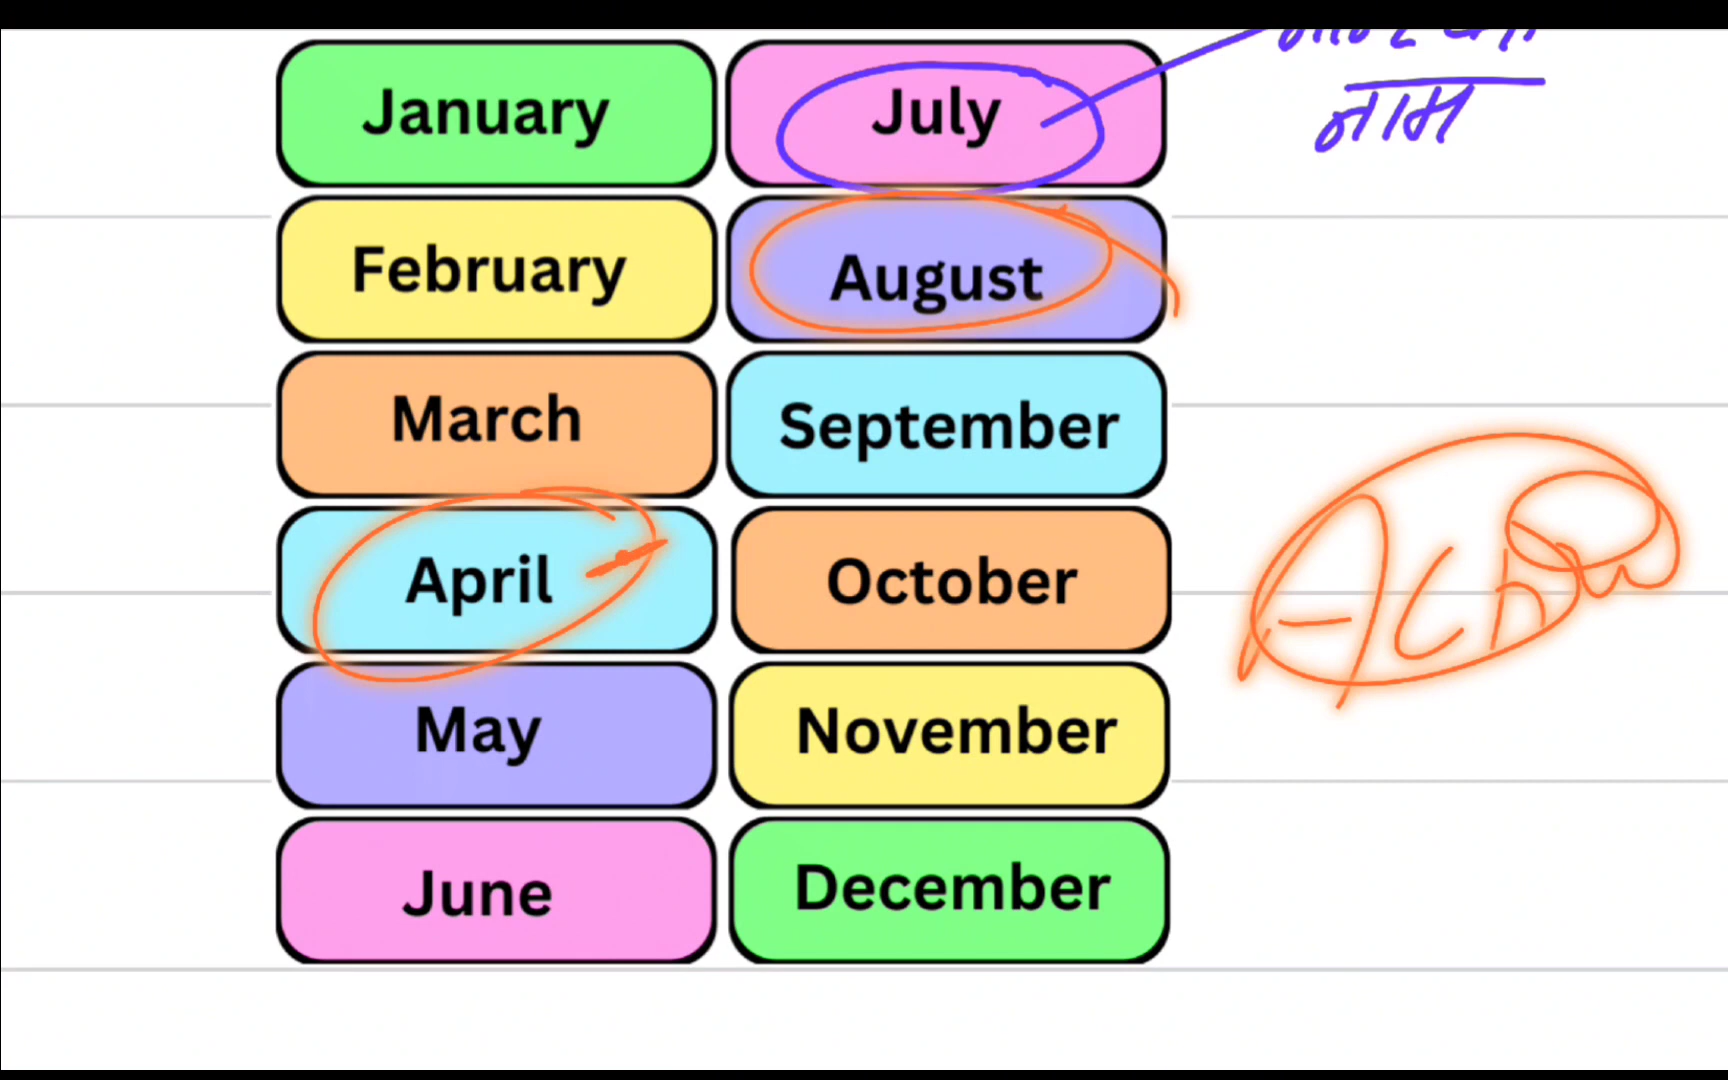 January
July
February
August
नाम
March
September
April
October
May
November
June
December